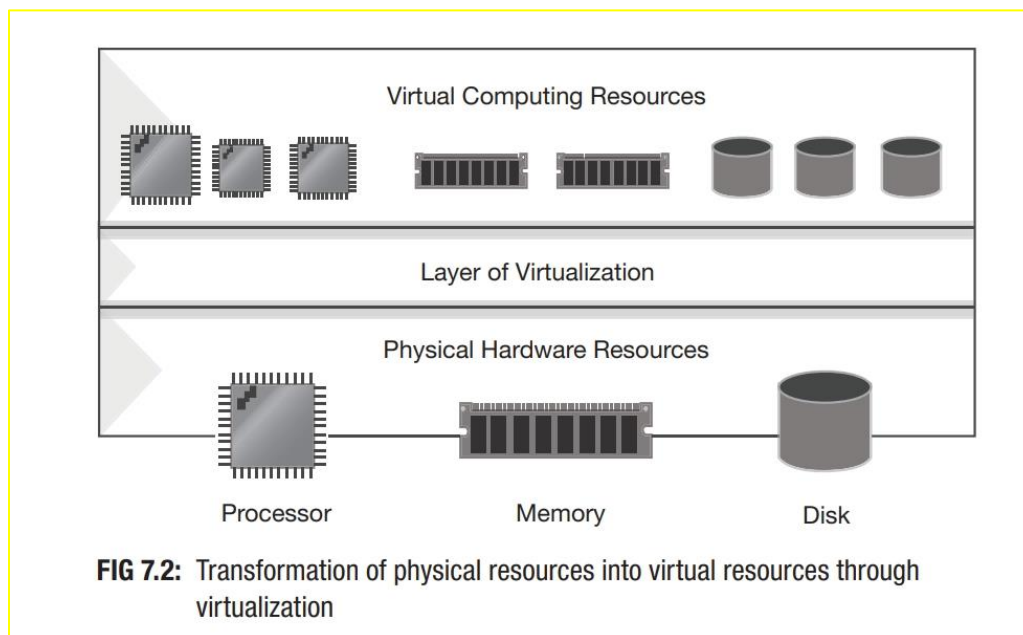 Virtual Computing Resources
Layer of Virtualization
Physical Hardware Resources
Processor
Memory
Disk
FIG 7.2: Transformation of physical resources into virtual resources through
virtualization